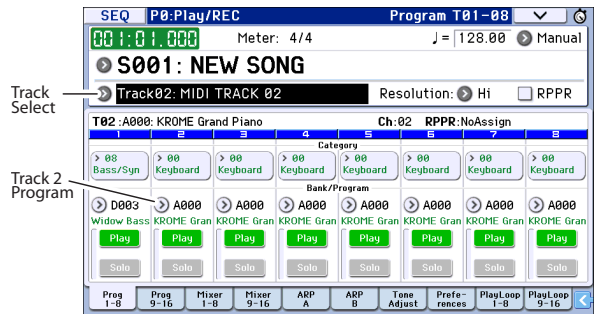 SEQ P0:Play/REC Program T01-08
001:01.000 Meter: 4/4 ♩= 128.00 Manual
S001: NEW SONG
Track Select
Track02: MIDI TRACK 02 Resolution: Hi RPPR
T02:A000: KROME Grand Piano Ch:02 RPPR:NoAssign
1 2 3 4 5 6 7 8
Category
> 08 Bass/Syn > 00 Keyboard > 00 Keyboard > 00 Keyboard > 00 Keyboard > 00 Keyboard > 00 Keyboard > 00 Keyboard
Bank/Program
Track 2 Program
D003 A000 A000 A000 A000 A000 A000 A000
Widow Bass KROME Gran KROME Gran KROME Gran KROME Gran KROME Gran KROME Gran KROME Gran
Play Play Play Play Play Play Play Play
Solo Solo Solo Solo Solo Solo Solo Solo
Prog 1-8 Prog 9-16 Mixer 1-8 Mixer 9-16 ARP A ARP B Tone Adjust Prefe-rences PlayLoop 1-8 PlayLoop 9-16